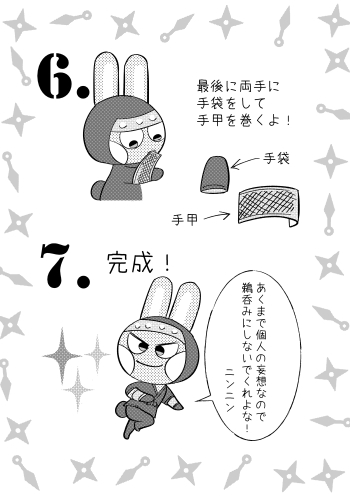 6.
最後に両手に
手袋をして
手甲を巻くよ！
手袋
手甲
7.
完成！
あくまで個人の妄想なので
鵜呑みにしないでくれよな！
ニンニン